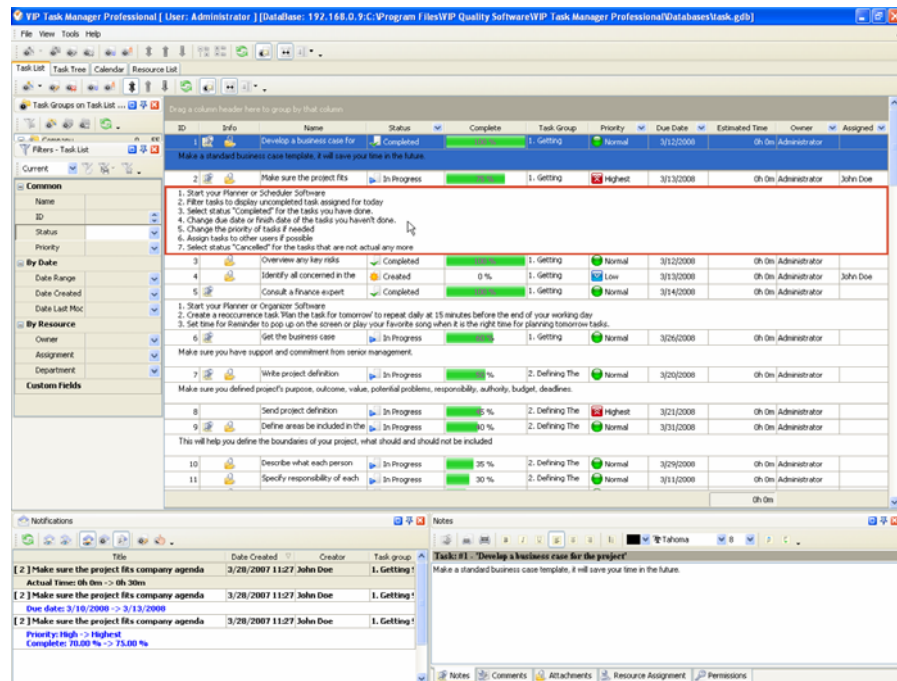 VIP Task Manager Professional [ User: Administrator ] [DataBase: 192.168.0.9:C:\Program Files\VIP Quality Software\VIP Task Manager Professional\Databases\task.gdb]
File View Tools Help
Task List Task Tree Calendar Resource List
Task Groups on Task List ...
Drag a column header here to group by that column
ID Info Name Status Complete Task Group Priority Due Date Estimated Time Owner Assigned
Filters - Task List
1 Develop a business case for Completed 100 % 1. Getting Normal 3/12/2008 0h 0m Administrator
Make a standard business case template, it will save your time in the future.
Current
2 Make sure the project fits In Progress 1. Getting Highest 3/13/2008 0h 0m Administrator John Doe
Common
Name
ID
Status
Priority
1. Start your Planner or Scheduler Software
2. Filter tasks to display uncompleted task assigned for today
3. Select status "Completed" for the tasks you have done.
4. Change due date or finish date of the tasks you haven't done.
5. Change the priority of tasks if needed
6. Assign tasks to other users if possible
7. Select status "Cancelled" for the tasks that are not actual any more
By Date
Date Range
Date Created
Date Last Moc
By Resource
Owner
Assignment
Department
Custom Fields
3 Overview any key risks Completed 100 % 1. Getting Normal 3/12/2008 0h 0m Administrator
4 Identify all concerned in the Created 0 % 1. Getting Low 3/13/2008 0h 0m Administrator John Doe
5 Consult a finance expert Completed 100 % 1. Getting Normal 3/14/2008 0h 0m Administrator
1. Start your Planner or Organizer Software
2. Create a reoccurrence task 'Plan the task for tomorrow' to repeat daily at 15 minutes before the end of your working day
3. Set time for Reminder to pop up on the screen or play your favorite song when it is the right time for planning tomorrow tasks.
6 Get the business case In Progress 1. Getting Normal 3/26/2008 0h 0m Administrator
Make sure you have support and commitment from senior management.
7 Write project definition In Progress 2. Defining The Normal 3/20/2008 0h 0m Administrator
Make sure you defined project's purpose, outcome, value, potential problems, responsibility, authority, budget, deadlines.
8 Send project definition In Progress 2. Defining The Highest 3/21/2008 0h 0m Administrator
9 Define areas be included in the In Progress 40 % 2. Defining The Normal 3/31/2008 0h 0m Administrator
This will help you define the boundaries of your project, what should and should not be included
10 Describe what each person In Progress 35 % 2. Defining The Normal 3/29/2008 0h 0m Administrator
11 Specify responsibility of each In Progress 30 % 2. Defining The Normal 3/11/2008 0h 0m Administrator
0h 0m
Notifications
Title Date Created Creator Task group
[ 2 ] Make sure the project fits company agenda 3/28/2007 11:27 John Doe 1. Getting
Actual Time: 0h 0m -> 0h 30m
[ 2 ] Make sure the project fits company agenda 3/28/2007 11:27 John Doe 1. Getting
Due date: 3/10/2008 -> 3/13/2008
[ 2 ] Make sure the project fits company agenda 3/28/2007 11:27 John Doe 1. Getting
Priority: High -> Highest
Complete: 70.00 % -> 75.00 %
Notes
Tahoma 8
Task: #1 - 'Develop a business case for the project'
Make a standard business case template, it will save your time in the future.
Notes Comments Attachments Resource Assignment Permissions